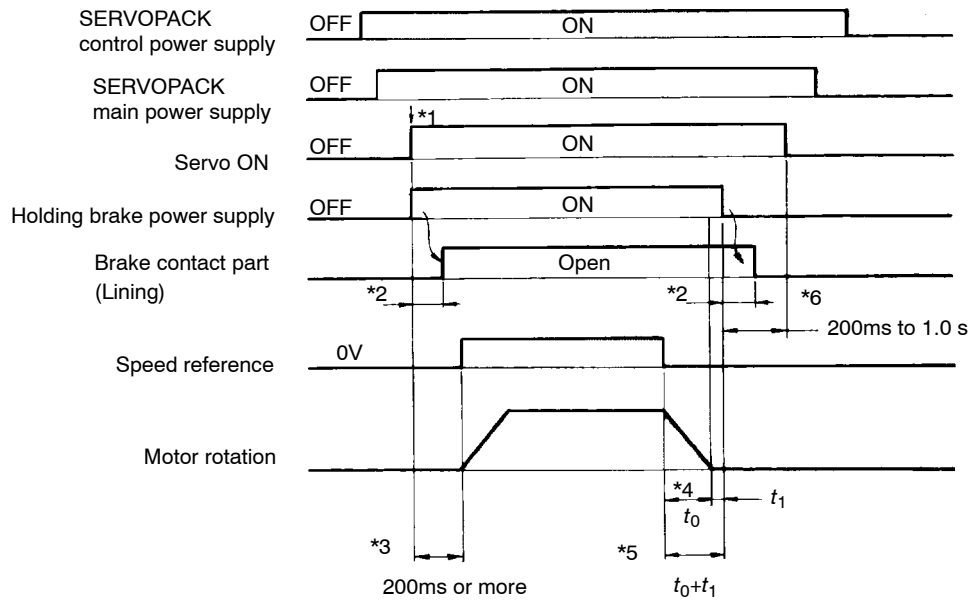 SERVOPACK
control power supply
OFF
ON
SERVOPACK
main power supply
OFF
ON
*1
Servo ON
OFF
ON
Holding brake power supply
OFF
ON
Brake contact part
(Lining)
Open
*2
*2
*6
200ms to 1.0 s
Speed reference
0V
Motor rotation
*4
t0
t1
*3
*5
200ms or more
t0+t1